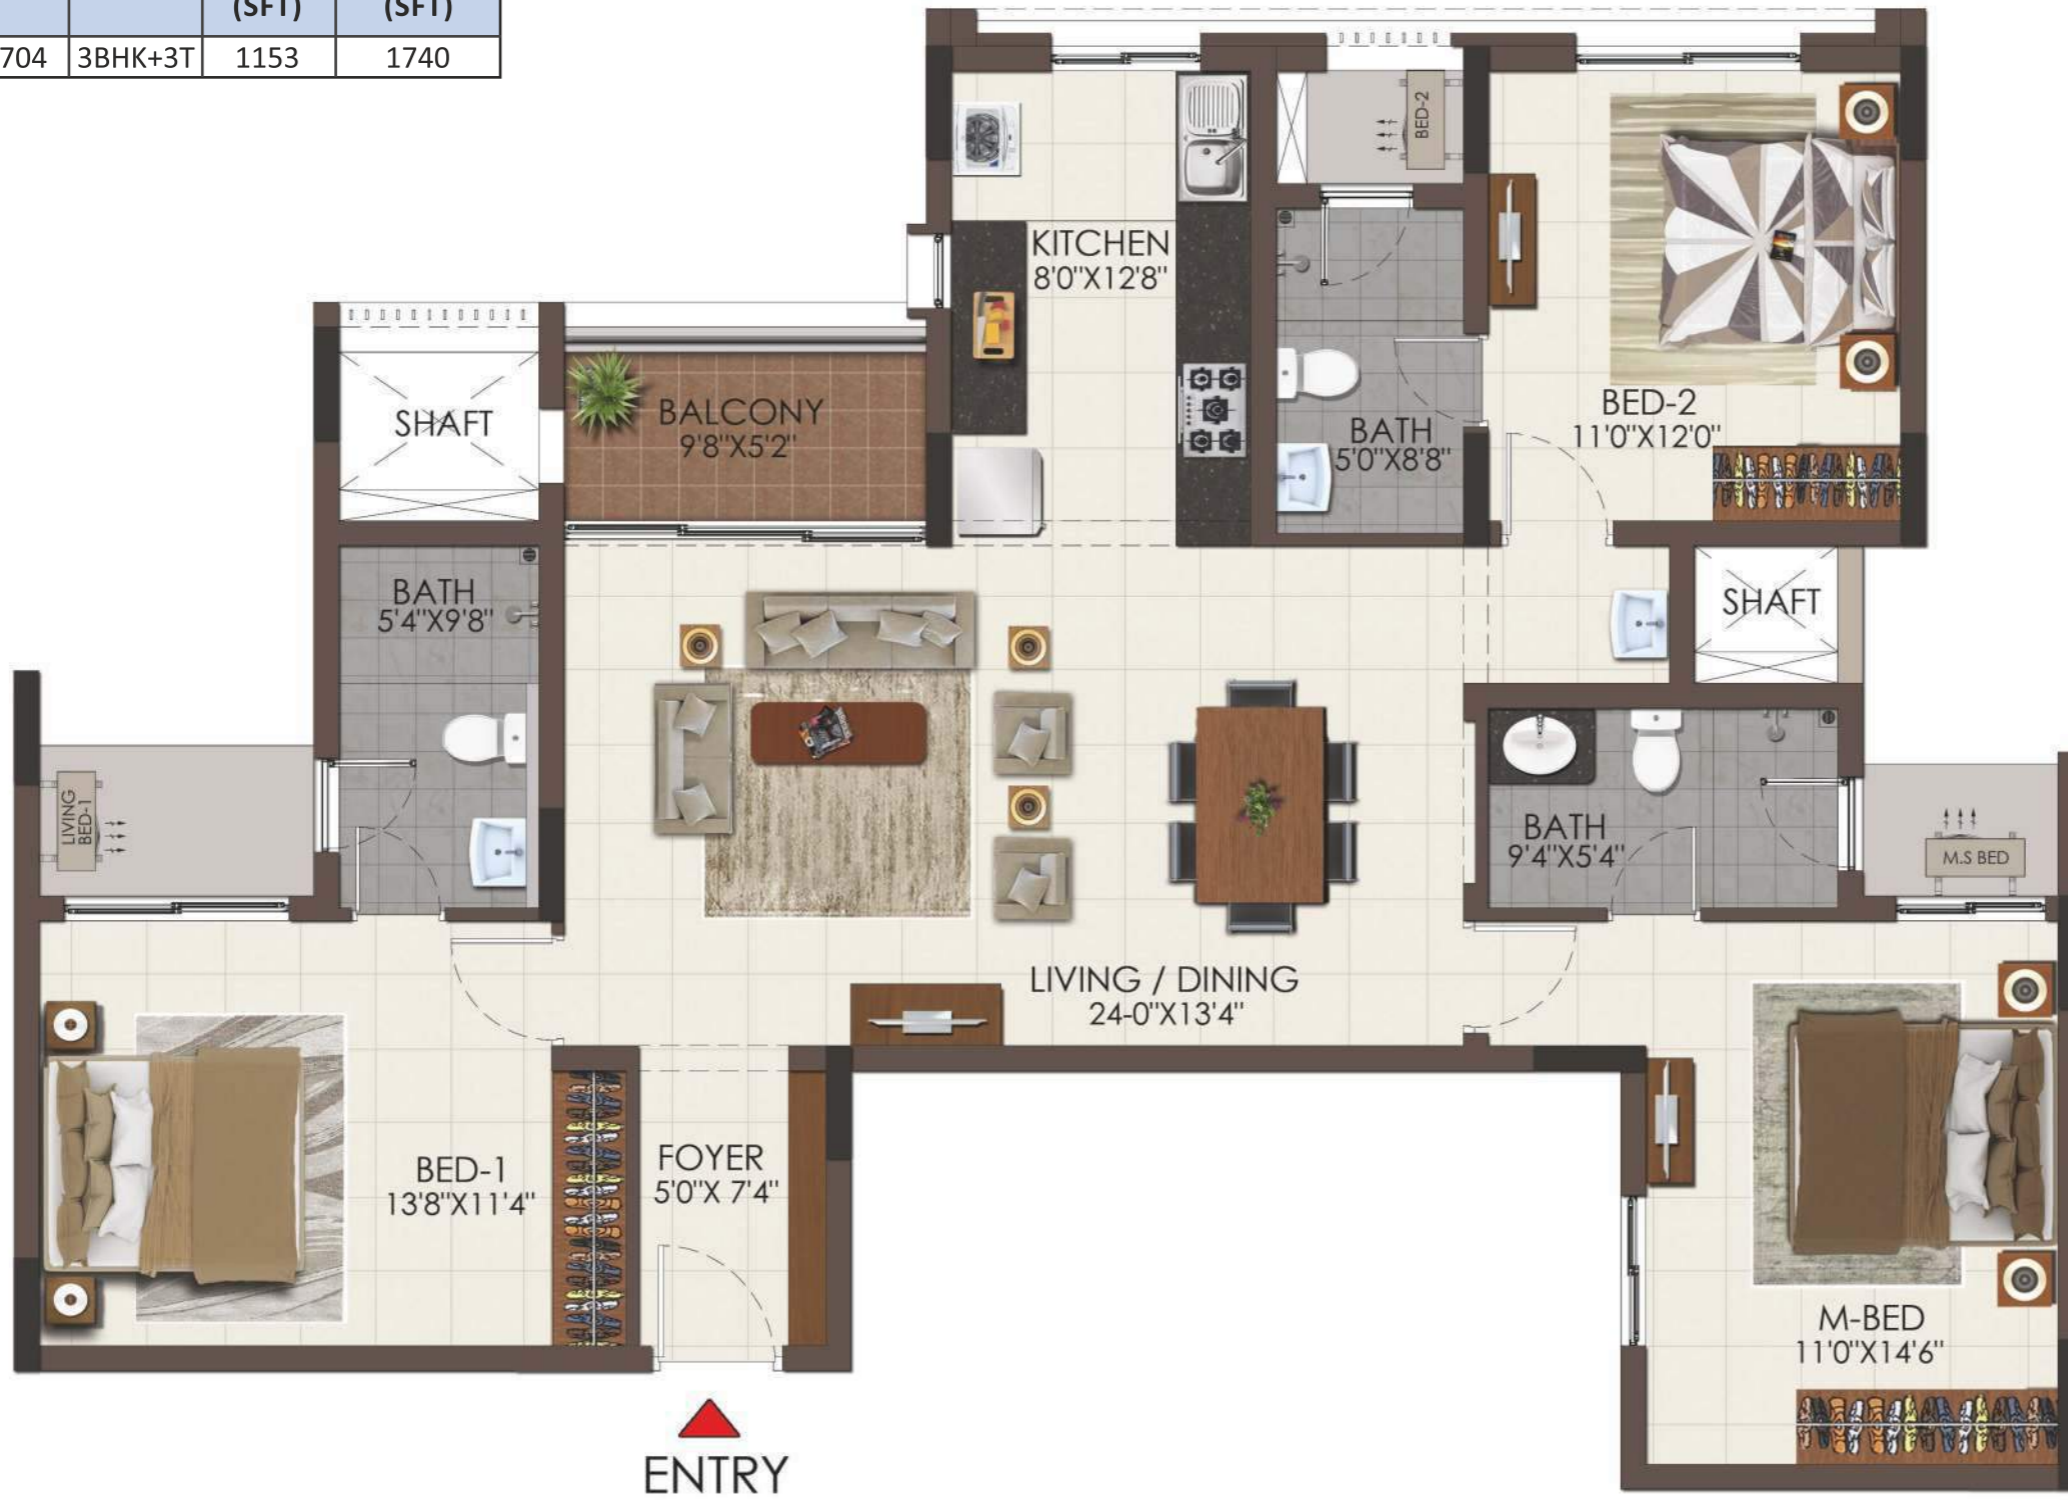 (SFT) (SFT)
704 3BHK+3T 1153 1740
BED-2
KITCHEN
8'0"X12'8"
SHAFT
BALCONY
9'8"X5'2"
BATH
5'0"X8'8"
BED-2
11'0"X12'0"
BATH
5'4"X9'8"
SHAFT
LIVING
BED-1
BATH
9'4"X5'4"
M.S BED
LIVING / DINING
24-0"X13'4"
BED-1
13'8"X11'4"
FOYER
5'0"X 7'4"
M-BED
11'0"X14'6"
ENTRY